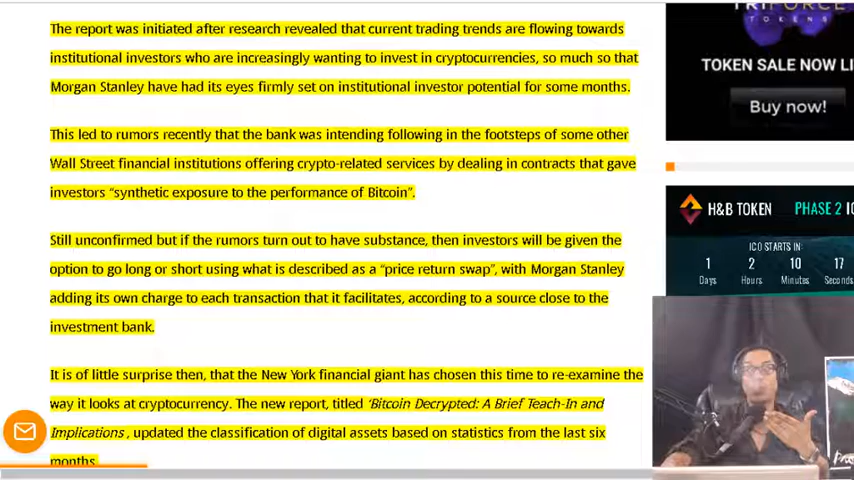 The report was initiated after research revealed that current trading trends are flowing towards
institutional investors who are increasingly wanting to invest in cryptocurrencies, so much so that
Morgan Stanley have had its eyes firmly set on institutional investor potential for some months.
This led to rumors recently that the bank was intending following in the footsteps of some other
Wall Street financial institutions offering crypto-related services by dealing in contracts that gave
investors “synthetic exposure to the performance of Bitcoin”.
Still unconfirmed but if the rumors turn out to have substance, then investors will be given the
option to go long or short using what is described as a “price return swap”, with Morgan Stanley
adding its own charge to each transaction that it facilitates, according to a source close to the
investment bank.
It is of little surprise then, that the New York financial giant has chosen this time to re-examine the
way it looks at cryptocurrency. The new report, titled ‘Bitcoin Decrypted: A Brief Teach-In and
Implications, updated the classification of digital assets based on statistics from the last six
months
TRIFORCE
TOKENS
TOKEN SALE NOW LI
Buy now!
H&B TOKEN PHASE 2 IC
ICO STARTS IN:
1 2 10 17
Days Hours Minutes Seconds